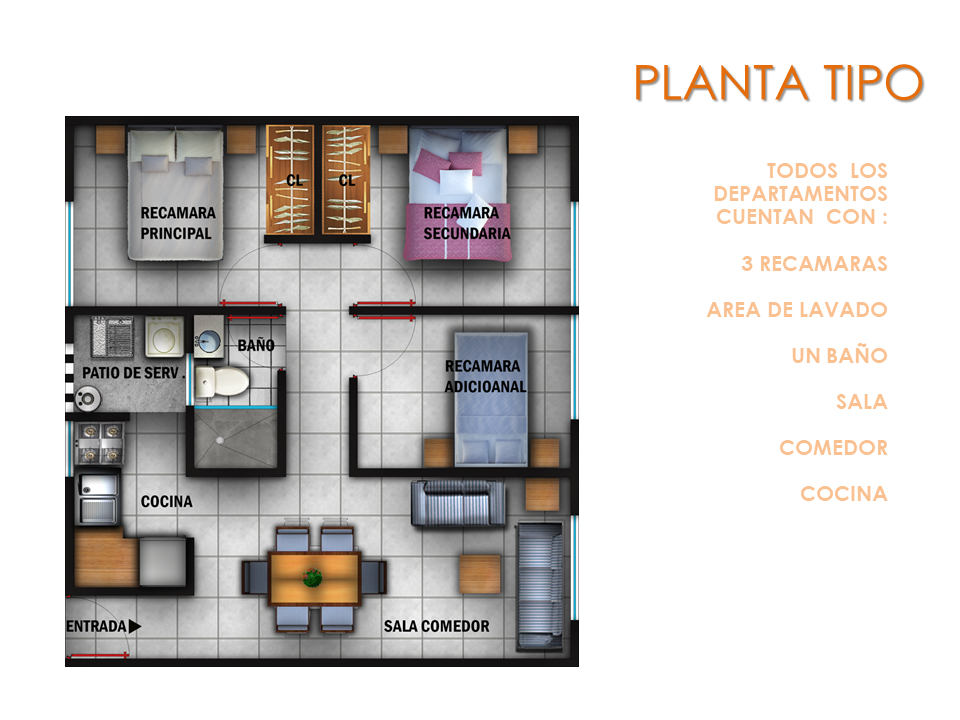 PLANTA TIPO
TODOS LOS
DEPARTAMENTOS
CUENTAN CON :
3 RECAMARAS
AREA DE LAVADO
UN BAÑO
SALA
COMEDOR
COCINA
CL
CL
RECAMARA
PRINCIPAL
RECAMARA
SECUNDARIA
BAÑO
PATIO DE SERV .
RECAMARA
ADICIOANAL
COCINA
ENTRADA
SALA COMEDOR